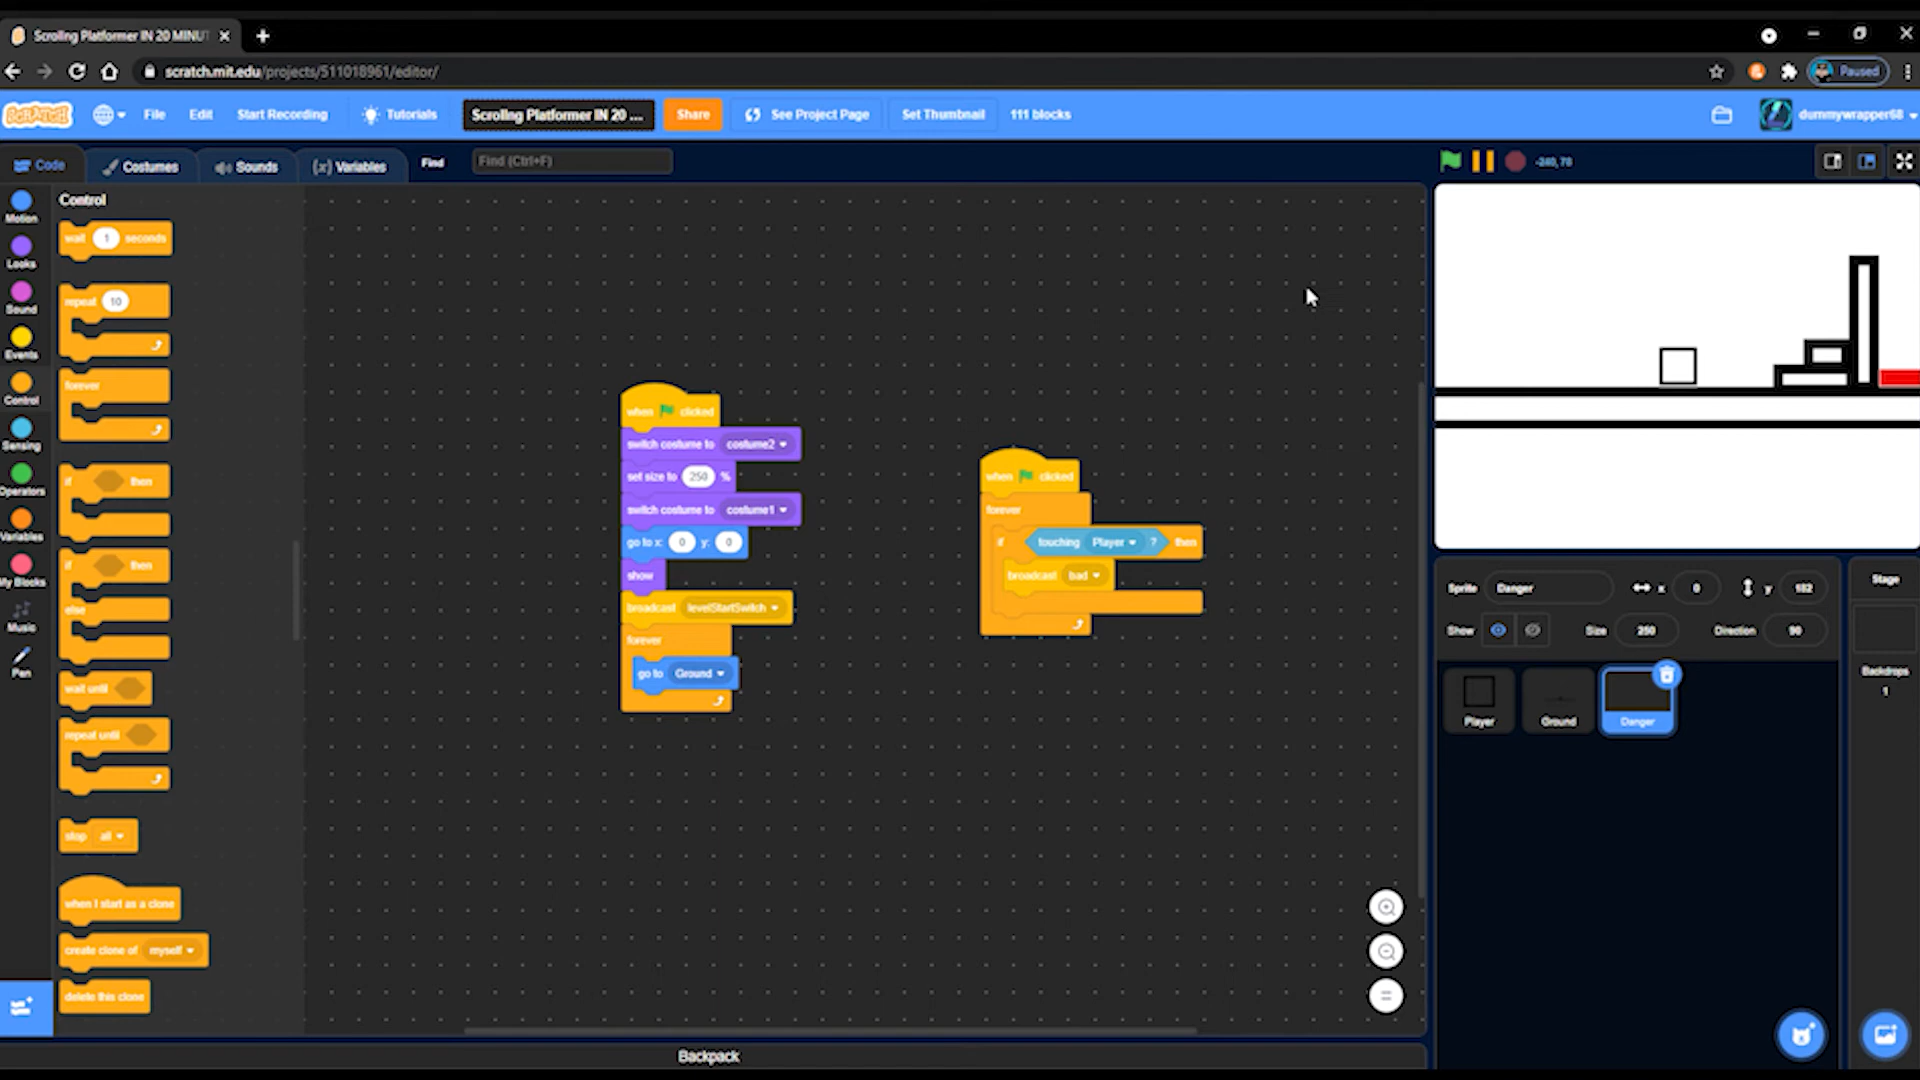 Scrolling Platformer IN 20 MINUT
scratch.mit.edu/projects/511018961/editor/
Paused
SCRATCH
File
Edit
Start Recording
Tutorials
Scrolling Platformer IN 20 ....
Share
See Project Page
Set Thumbnail
111 blocks
dummywrapper68
Code
Costumes
Sounds
(x) Variables
Find
Find (Ctrl+F)
-240, 78
Motion
Looks
Sound
Events
Control
Sensing
Operators
Variables
My Blocks
Music
Pen
Control
wait 1 seconds
repeat 10
forever
if then
if then
else
wait until
repeat until
stop all
when I start as a clone
create clone of myself
delete this clone
when clicked
switch costume to costume2
set size to 250 %
switch costume to costume1
go to x: 0 y: 0
show
broadcast levelStartSwitch
forever
go to Ground
when clicked
forever
if touching Player ? then
broadcast bad
Sprite Danger x 0 y 182
Show Size 250 Direction 90
Player
Ground
Danger
Stage
Backdrops
1
Backpack